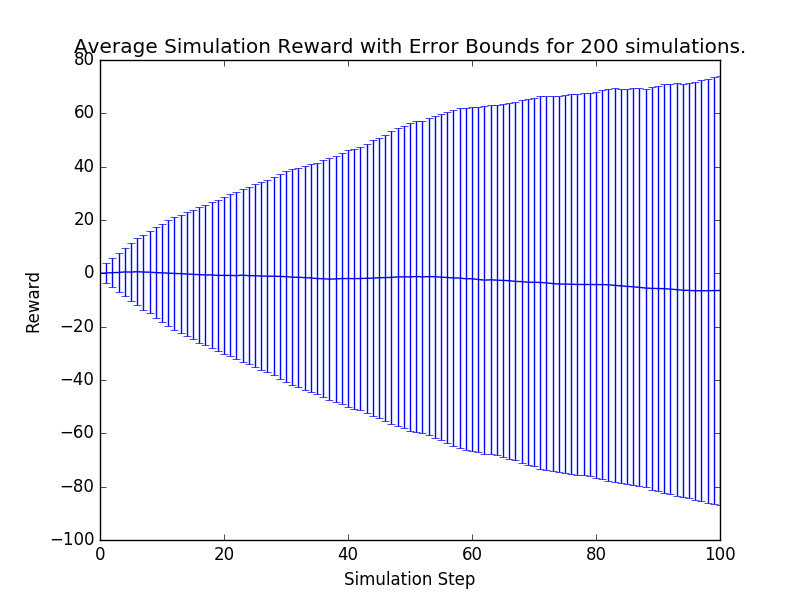 Average Simulation Reward with Error Bounds for 200 simulations.
80
60
40
20
0
−20
−40
−60
−80
−100
Reward
0 20 40 60 80 100
Simulation Step